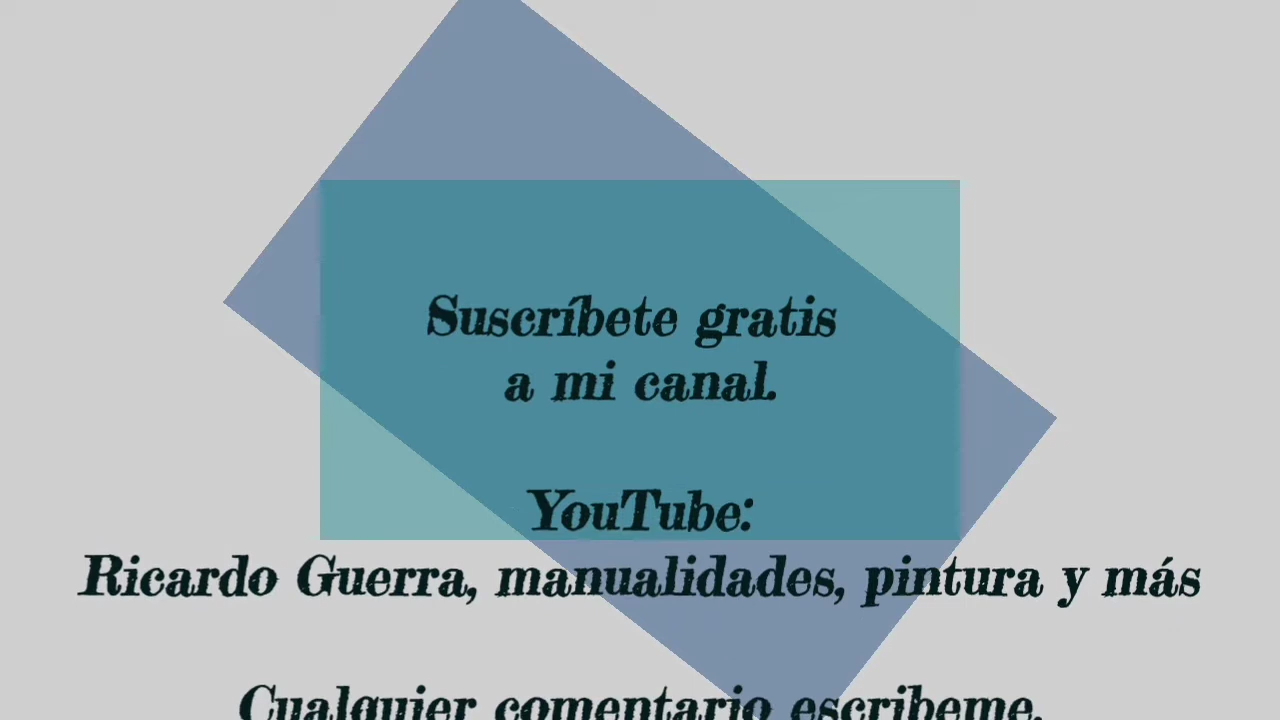 Suscríbete gratis
a mi canal.
YouTube:
Ricardo Guerra, manualidades, pintura y más
Cualquier comentario escribeme.